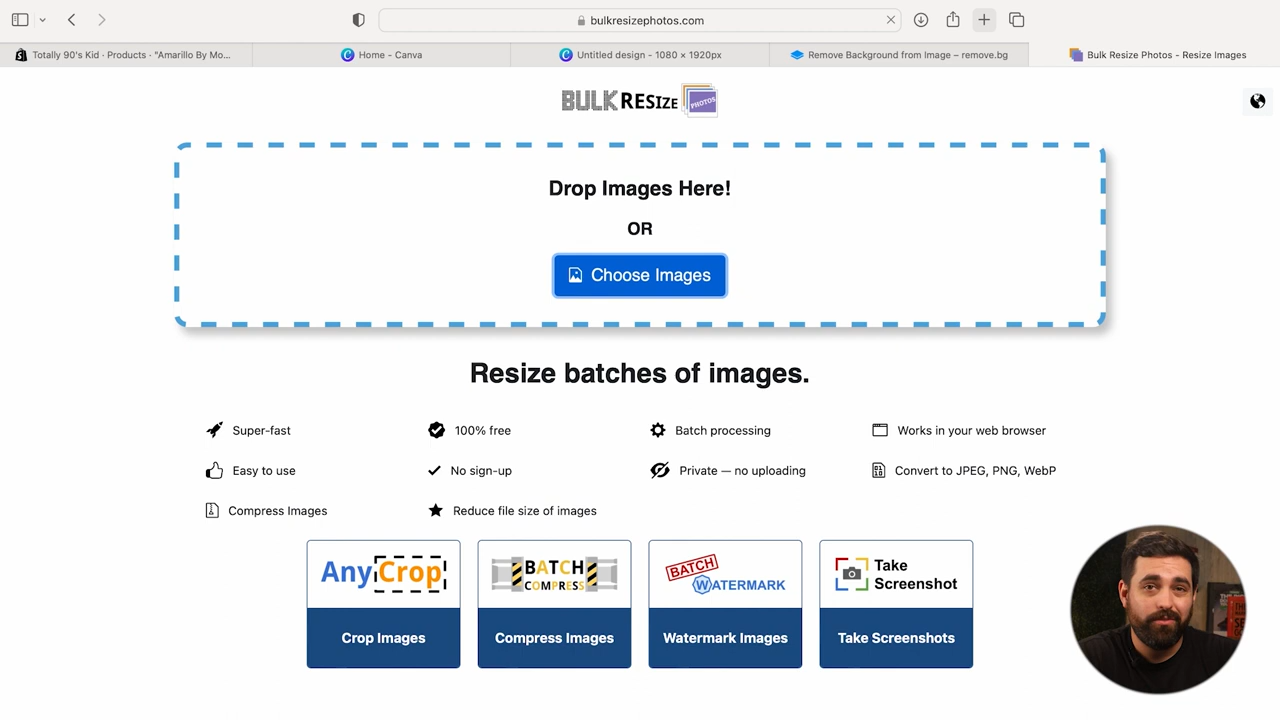 bulkresizephotos.com
Totally 90's Kid · Products · "Amarillo By Mo...
Home - Canva
Untitled design - 1080 × 1920px
Remove Background from Image – remove.bg
Bulk Resize Photos - Resize Images
BULK RESIZE PHOTOS
Drop Images Here!
OR
Choose Images
Resize batches of images.
Super-fast
100% free
Batch processing
Works in your web browser
Easy to use
No sign-up
Private — no uploading
Convert to JPEG, PNG, WebP
Compress Images
Reduce file size of images
AnyCrop
BATCH
COMPRESS
BATCH
WATERMARK
Take
Screenshot
Crop Images
Compress Images
Watermark Images
Take Screenshots